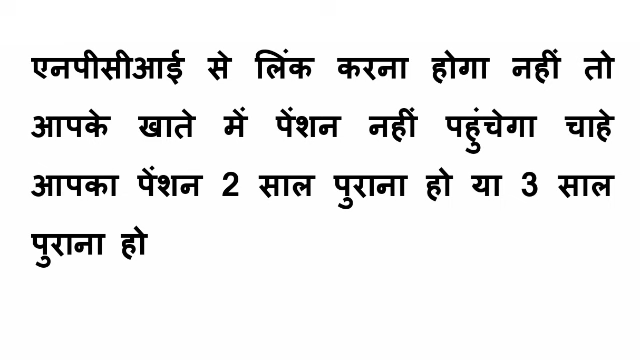 एनपीसीआई से लिंक करना होगा नहीं तो
आपके खाते में पेंशन नहीं पहुंचेगा चाहे
आपका पेंशन 2 साल पुराना हो या 3 साल
पुराना हो